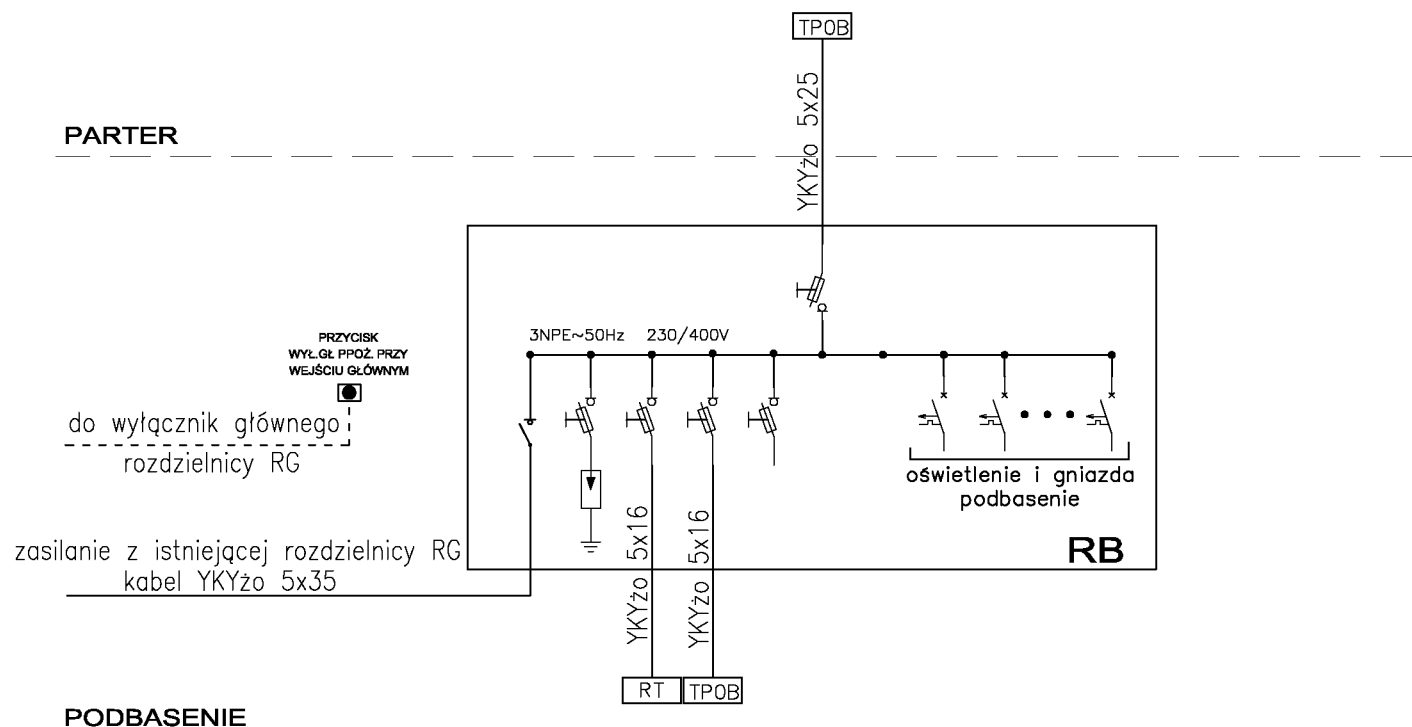 TPOB
YKYżo 5x25
PARTER
3NPE~50Hz 230/400V
PRZYCISK
WYŁ.GŁ PPOŻ. PRZY
WEJŚCIU GŁÓWNYM
do wyłącznik głównego
rozdzielnicy RG
oświetlenie i gniazda
podbasenie
RB
zasilanie z istniejącej rozdzielnicy RG
kabel YKYżo 5x35
YKYżo 5x16
YKYżo 5x16
RT
TPOB
PODBASENIE